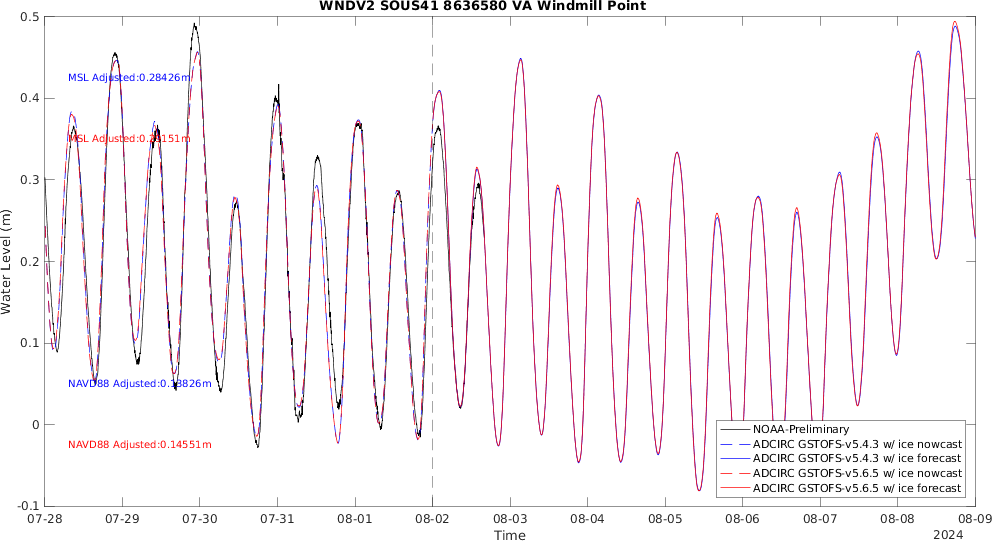 WNDV2 SOUS41 8636580 VA Windmill Point
0.5
0.4
0.3
0.2
0.1
0
-0.1
Water Level (m)
MSL Adjusted:0.28426m
MSL
NAVD88 Adjusted:0.13826m
NAVD88 Adjusted:0.14551m
NOAA-Preliminary
ADCIRC GSTOFS-v5.4.3 w/ ice nowcast
ADCIRC GSTOFS-v5.4.3 w/ ice forecast
ADCIRC GSTOFS-v5.6.5 w/ ice nowcast
ADCIRC GSTOFS-v5.6.5 w/ ice forecast
07-28 07-29 07-30 07-31 08-01 08-02 08-03 08-04 08-05 08-06 08-07 08-08 08-09
Time
2024